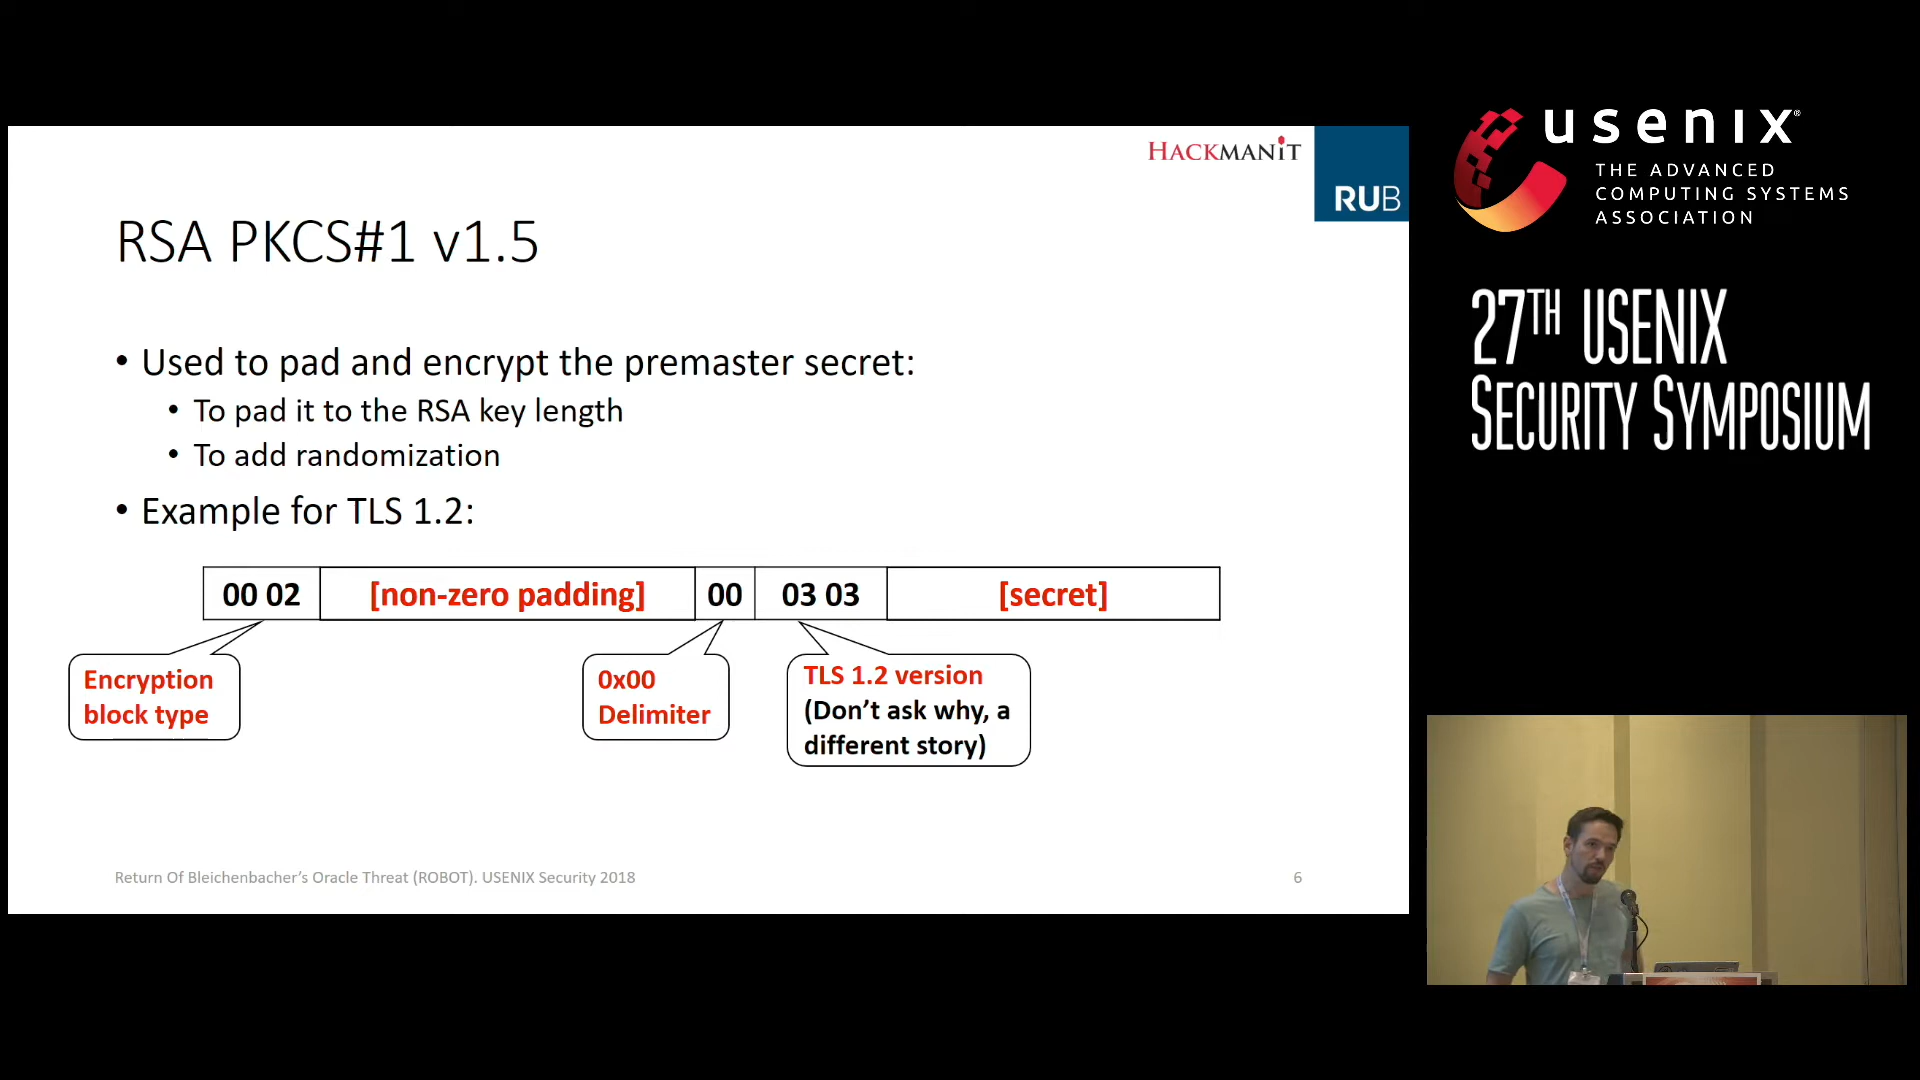 HACKMANIT
RUB
RSA PKCS#1 v1.5
• Used to pad and encrypt the premaster secret:
• To pad it to the RSA key length
• To add randomization
• Example for TLS 1.2:
00 02 [non-zero padding] 00 03 03 [secret]
Encryption
block type
0x00
Delimiter
TLS 1.2 version
(Don’t ask why, a
different story)
Return Of Bleichenbacher’s Oracle Threat (ROBOT). USENIX Security 2018
6
usenix®
THE ADVANCED
COMPUTING SYSTEMS
ASSOCIATION
27TH USENIX
SECURITY SYMPOSIUM